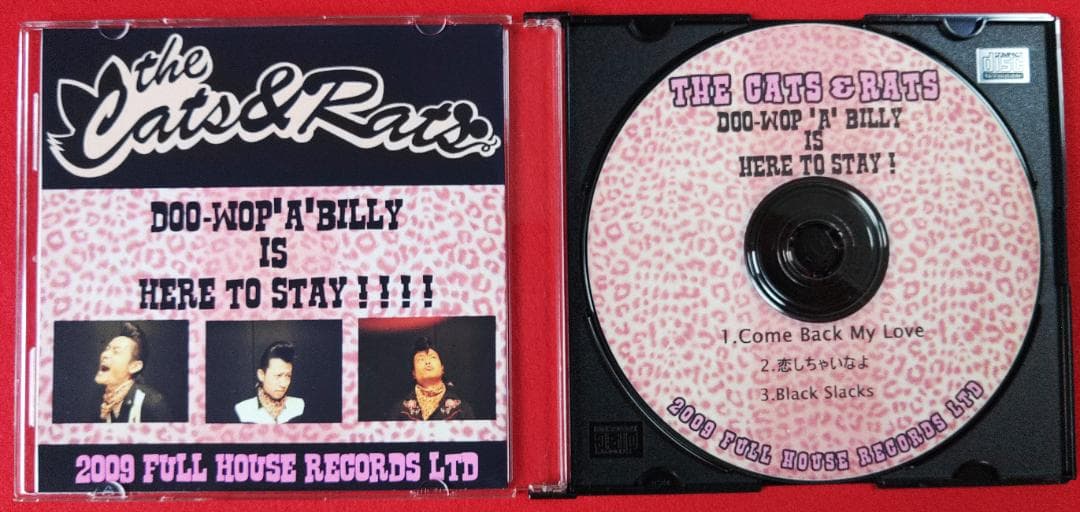 the
Cats&Rats
DOO-WOP'A'BILLY
IS
HERE TO STAY!!!!
2009 FULL HOUSE RECORDS LTD
THE CATS & RATS
DOO-WOP 'A' BILLY
IS
HERE TO STAY!
1.Come Back My Love
2.恋しちゃいなよ
3.Black Slacks
2009 FULL HOUSE RECORDS LTD
COMPACT
DISC